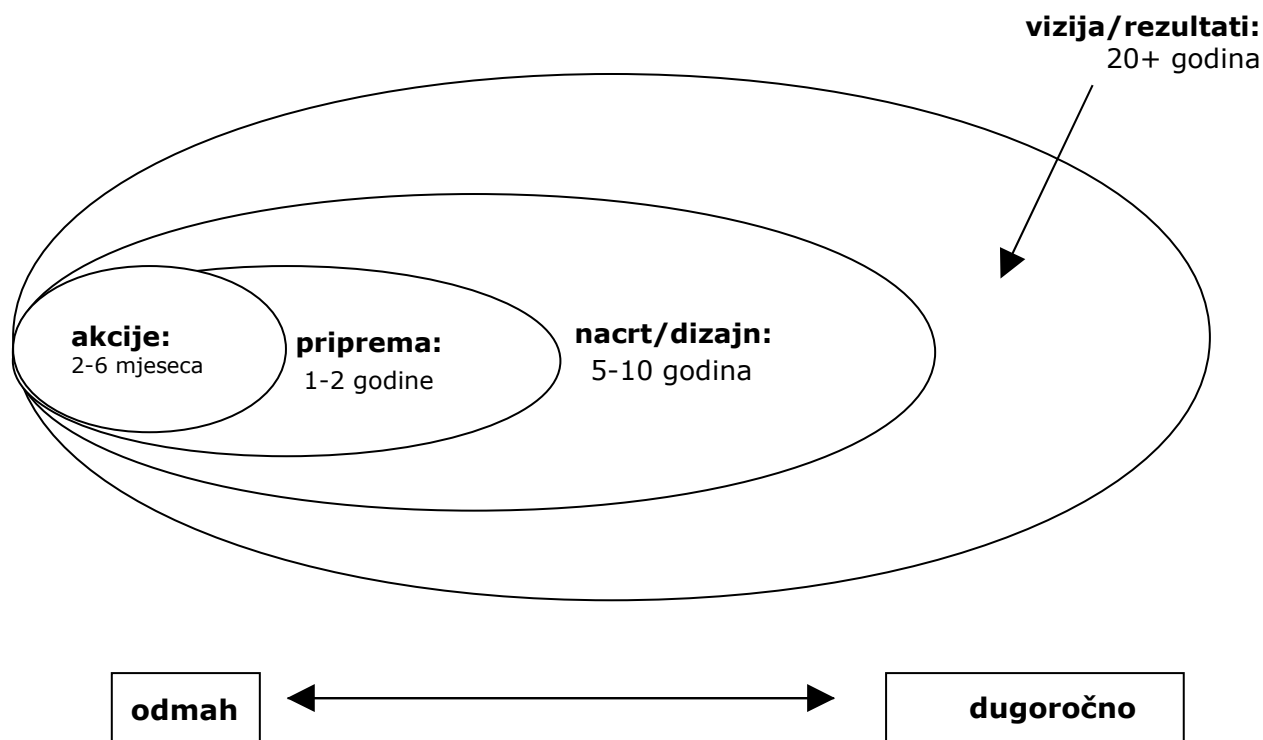 vizija/rezultati:
20+ godina
akcije:
2-6 mjeseca
priprema:
1-2 godine
nacrt/dizajn:
5-10 godina
odmah
dugoročno